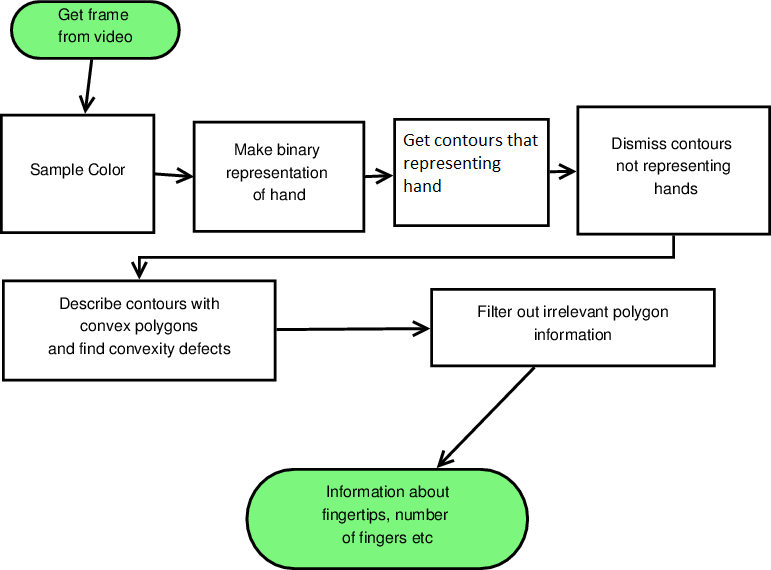 Get frame
from video
Sample Color
Make binary
representation
of hand
Get contours that
representing
hand
Dismiss contours
not representing
hands
Describe contours with
convex polygons
and find convexity defects
Filter out irrelevant polygon
information
Information about
fingertips, number
of fingers etc